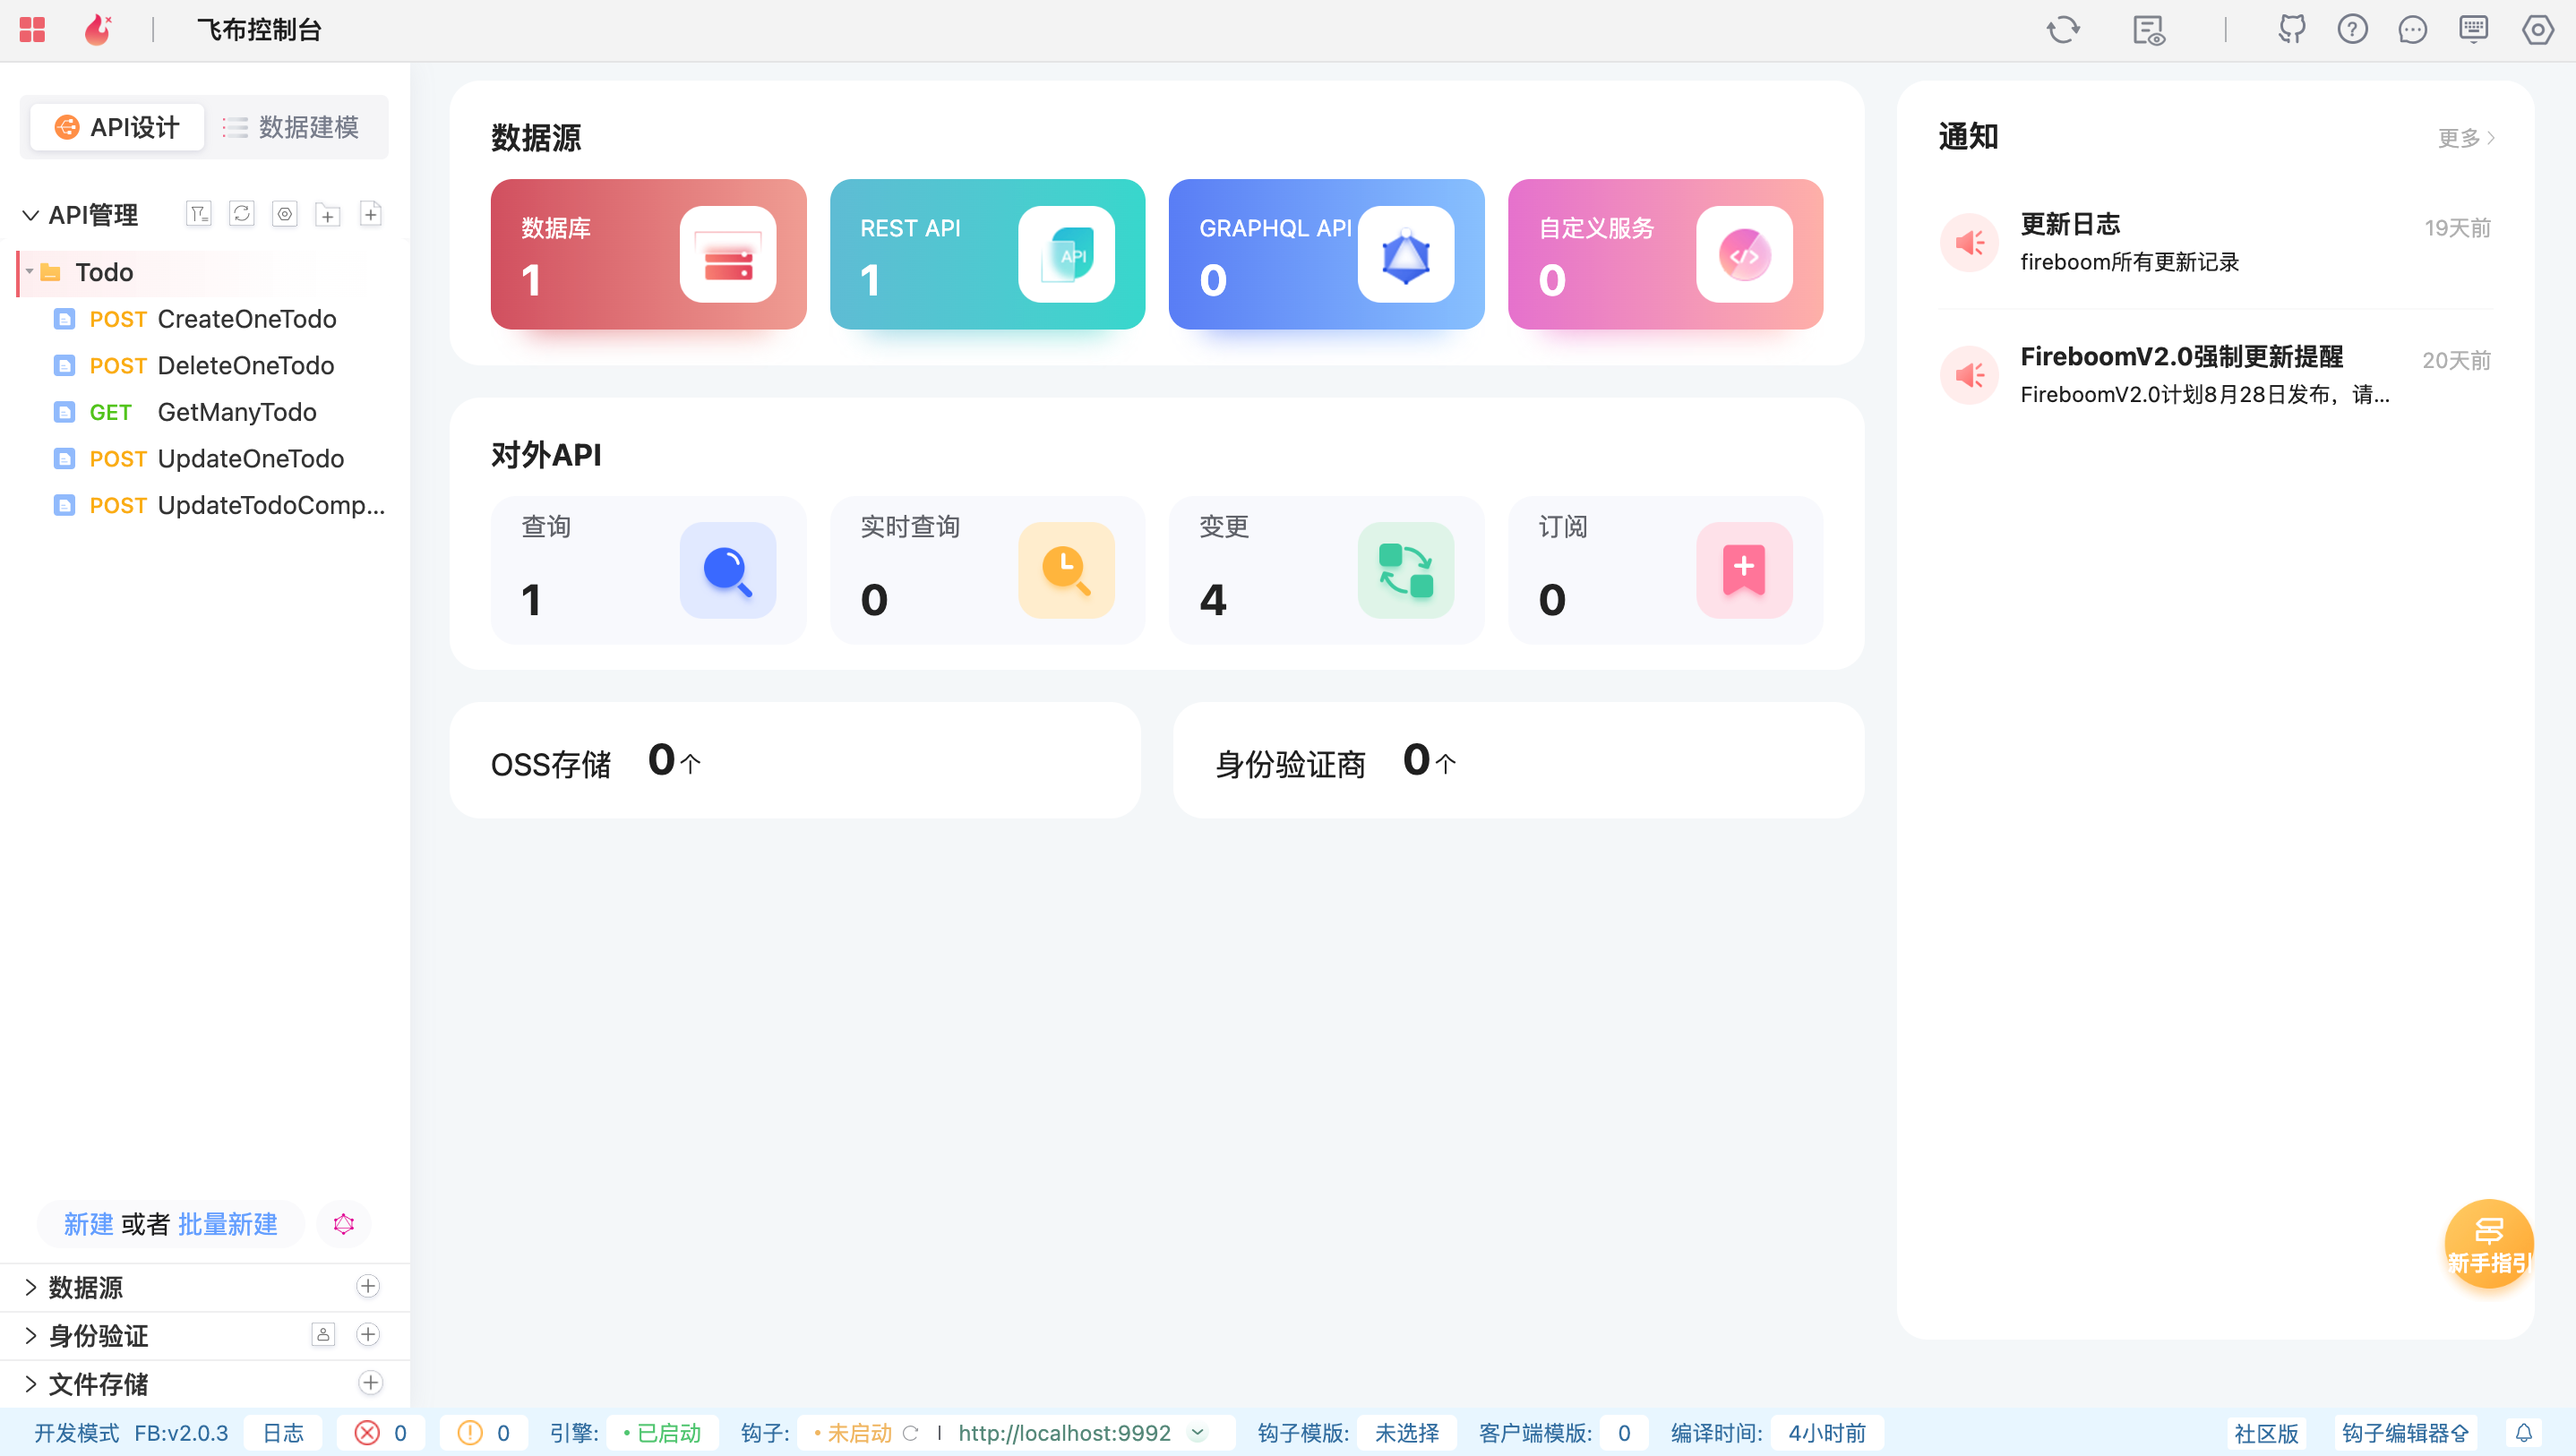 飞布控制台
API设计
数据建模
API管理
Todo
POST CreateOneTodo
POST DeleteOneTodo
GET GetManyTodo
POST UpdateOneTodo
POST UpdateTodoComp...
新建 或者 批量新建
数据源
身份验证
文件存储
数据源
数据库
1
REST API
1
API
GRAPHQL API
0
自定义服务
0
对外API
查询
1
实时查询
0
变更
4
订阅
0
OSS存储 0个
身份验证商 0个
通知
更多
更新日志
19天前
fireboom所有更新记录
FireboomV2.0强制更新提醒
20天前
FireboomV2.0计划8月28日发布，请...
新手指引
开发模式 FB:v2.0.3 日志 0 0 引擎: 已启动 钩子: 未启动 | http://localhost:9992 钩子模版: 未选择 客户端模版: 0 编译时间: 4小时前 社区版 钩子编辑器